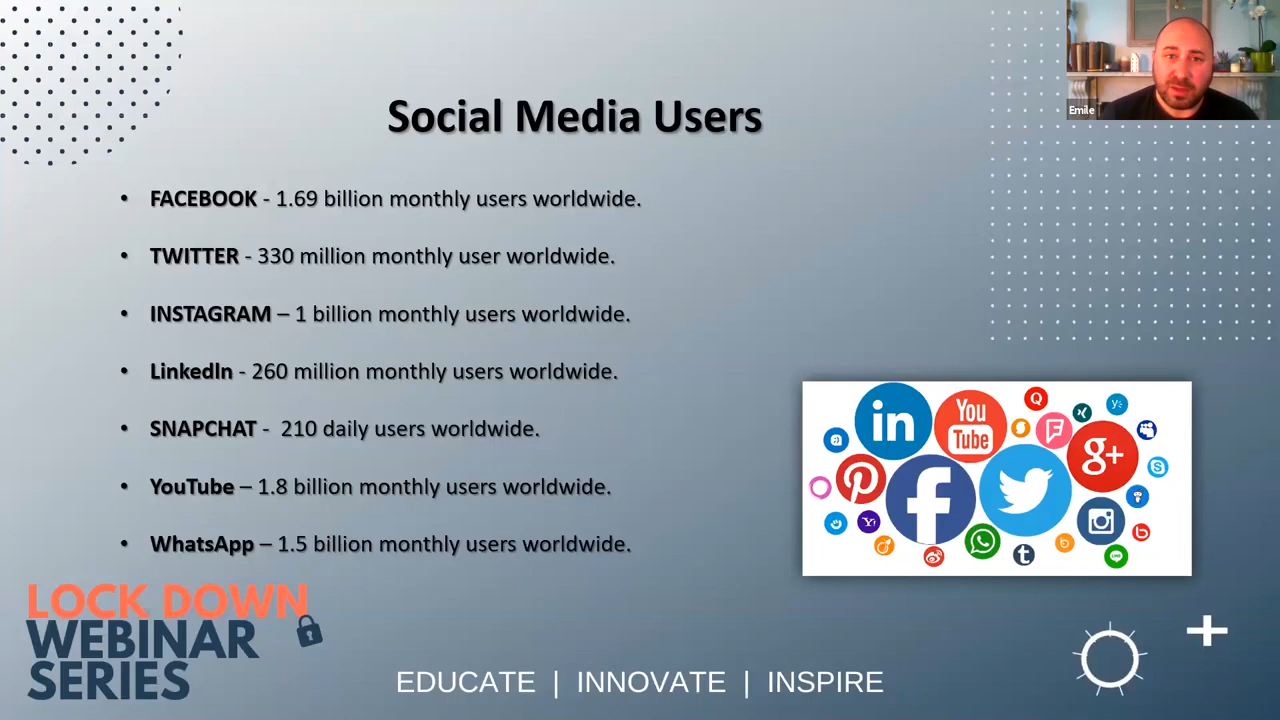 Emile
Social Media Users
• FACEBOOK - 1.69 billion monthly users worldwide.
• TWITTER - 330 million monthly user worldwide.
• INSTAGRAM – 1 billion monthly users worldwide.
• LinkedIn - 260 million monthly users worldwide.
• SNAPCHAT -  210 daily users worldwide.
• YouTube – 1.8 billion monthly users worldwide.
• WhatsApp – 1.5 billion monthly users worldwide.
in
You
Tube
g+
f
LOCK DOWN
WEBINAR
SERIES
EDUCATE | INNOVATE | INSPIRE